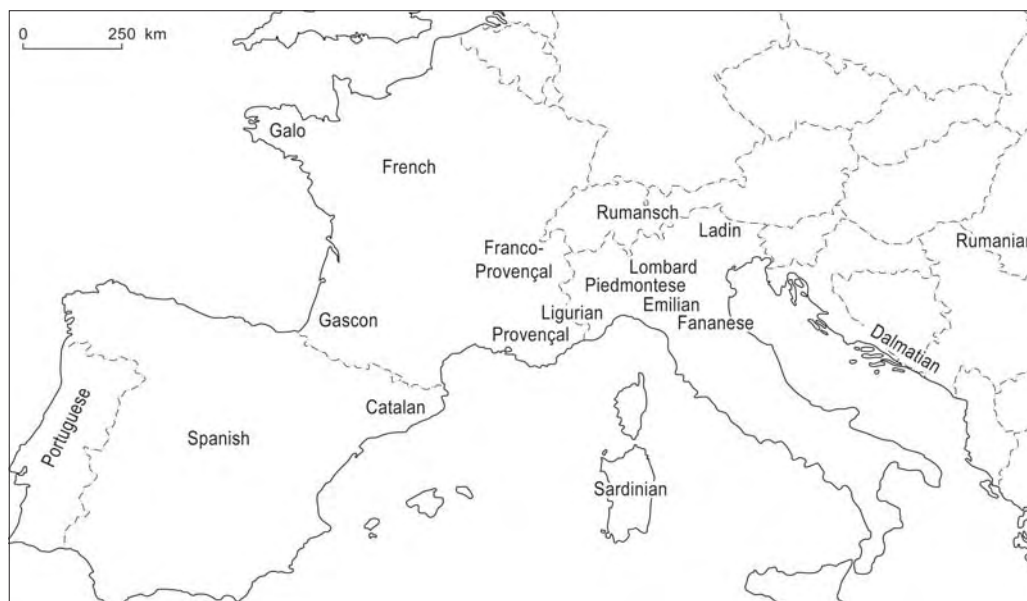 0 250 km
Galo
French
Rumansch
Ladin
Rumanian
Franco-
Provençal
Lombard
Piedmontese
Emilian
Ligurian
Fananese
Gascon
Provençal
Dalmatian
Catalan
Portuguese
Spanish
Sardinian